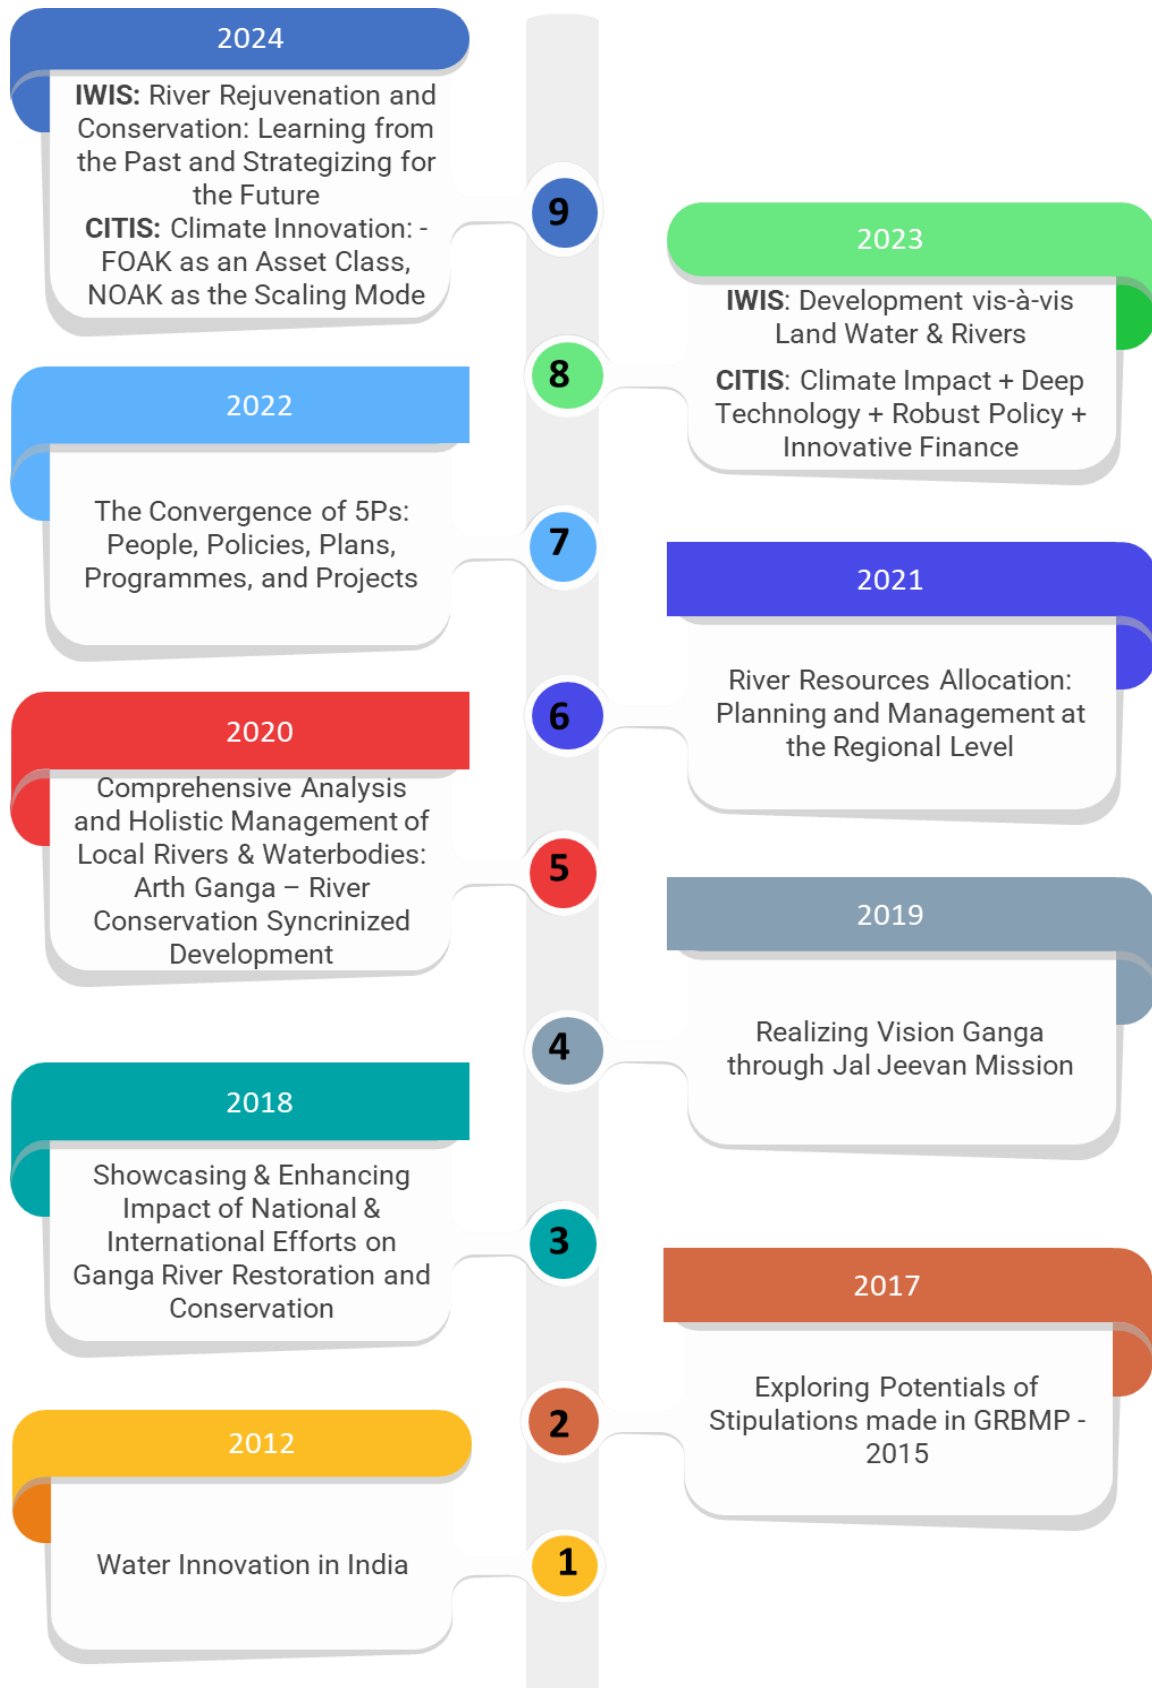 2024
IWIS: River Rejuvenation and
Conservation: Learning from
the Past and Strategizing for
the Future
CITIS: Climate Innovation: -
FOAK as an Asset Class,
NOAK as the Scaling Mode
9
2023
IWIS: Development vis-à-vis
Land Water & Rivers
CITIS: Climate Impact + Deep
Technology + Robust Policy +
Innovative Finance
8
2022
The Convergence of 5Ps:
People, Policies, Plans,
Programmes, and Projects
7
2021
River Resources Allocation:
Planning and Management at
the Regional Level
6
2020
Comprehensive Analysis
and Holistic Management of
Local Rivers & Waterbodies:
Arth Ganga – River
Conservation Syncrinized
Development
5
2019
Realizing Vision Ganga
through Jal Jeevan Mission
4
2018
Showcasing & Enhancing
Impact of National &
International Efforts on
Ganga River Restoration and
Conservation
3
2017
Exploring Potentials of
Stipulations made in GRBMP -
2015
2
2012
Water Innovation in India
1